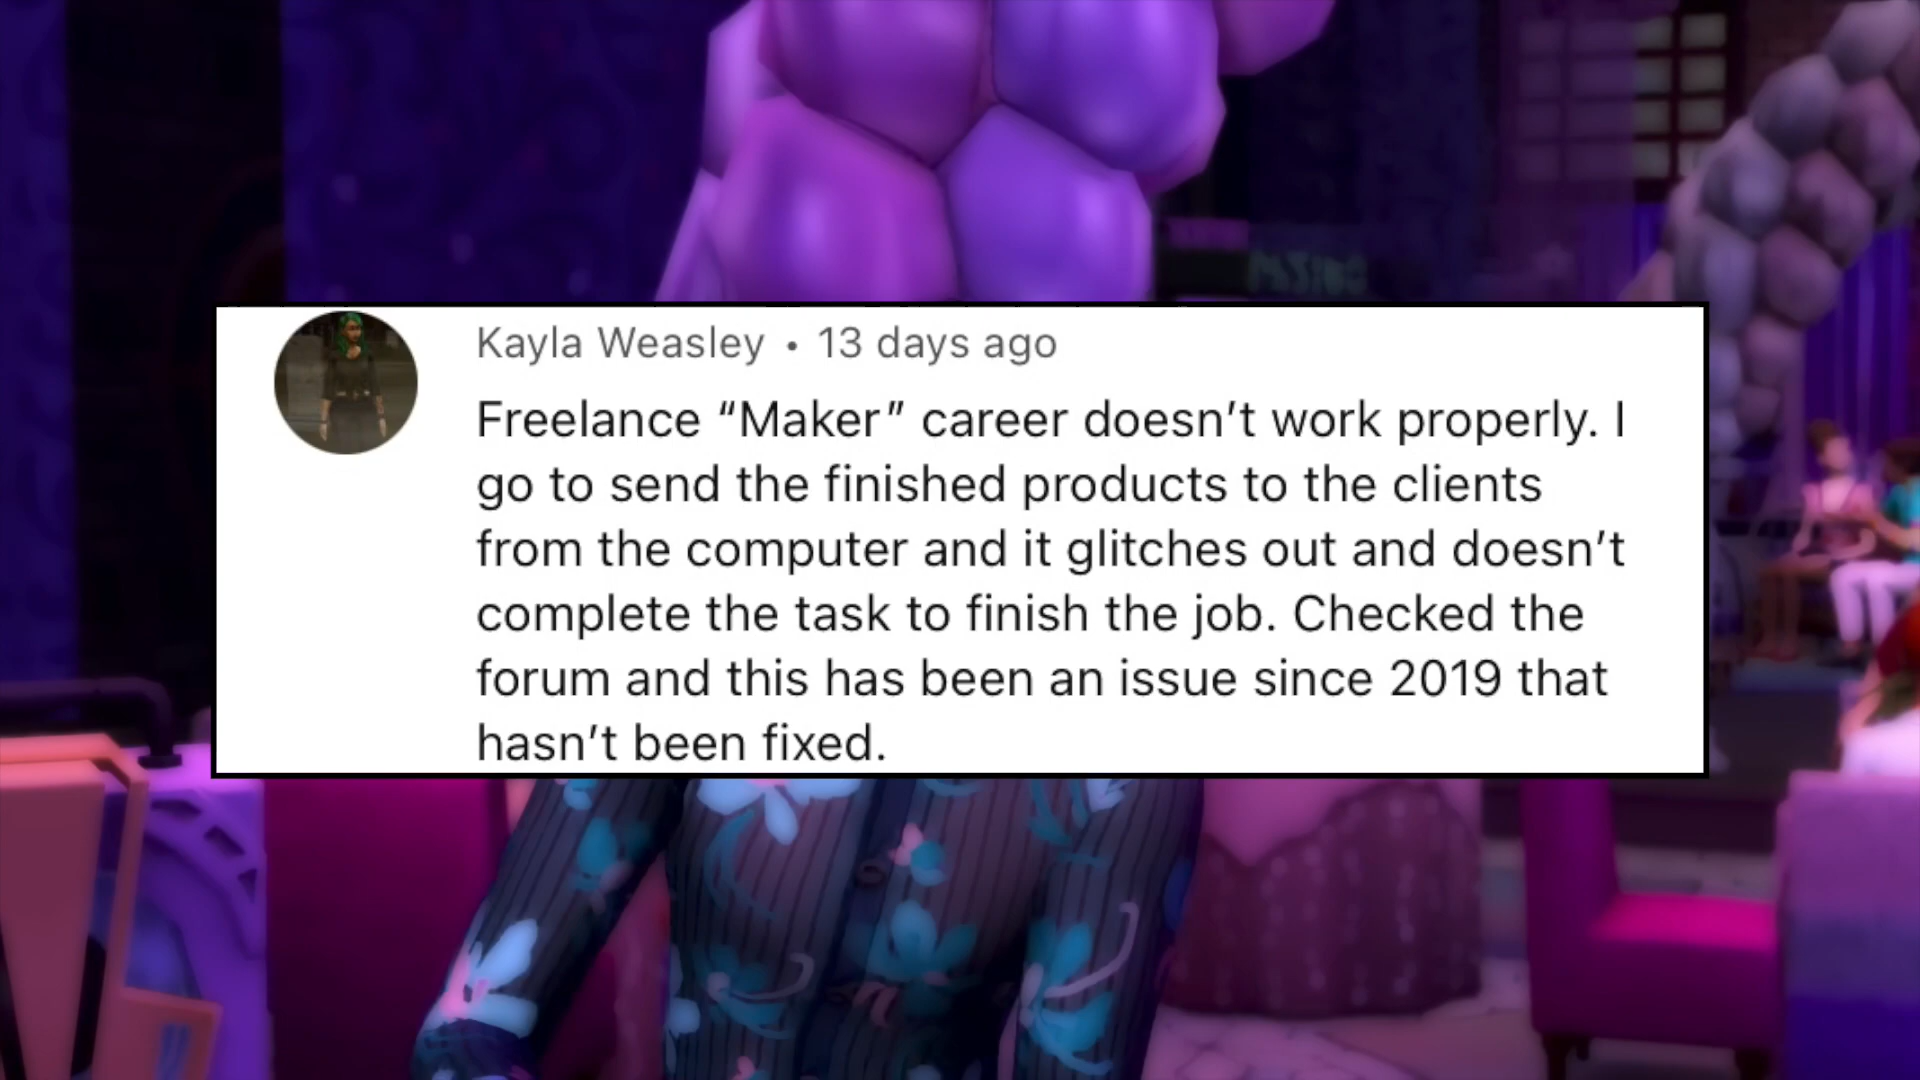 Kayla Weasley • 13 days ago
Freelance “Maker” career doesn’t work properly. I
go to send the finished products to the clients
from the computer and it glitches out and doesn’t
complete the task to finish the job. Checked the
forum and this has been an issue since 2019 that
hasn’t been fixed.